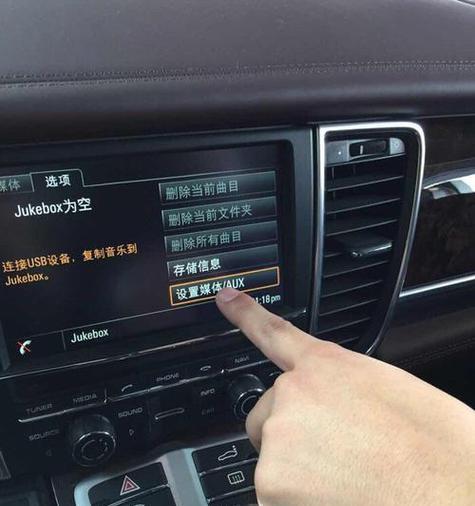 媒体
选项
Jukebox为空
连接USB设备，复制音乐到
Jukebox。
删除当前曲目
删除当前文件夹
删除所有曲目
存储信息
设置媒体/AUX
1:18 pm
Jukebox
TUNER
MEDIA
PHONE
NAVI
SOURCE
SOUND
INFO
CAR